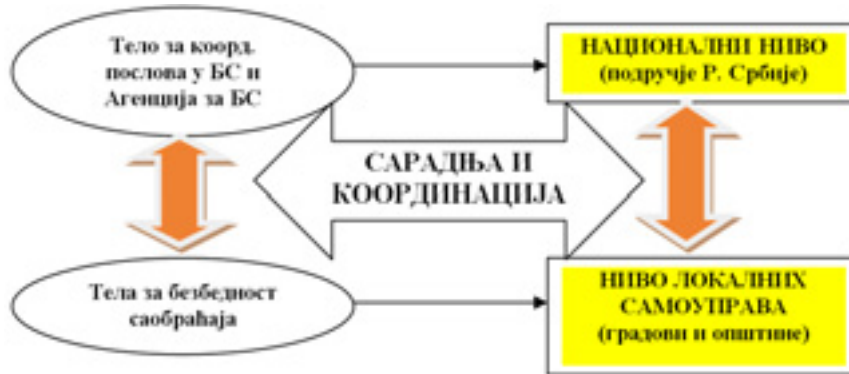 Тело за коорд.
послова у БС и
Агенција за БС
НАЦИОНАЛНИ НИВО
(подручје Р. Србије)
САРАДЊА И
КООРДИНАЦИЈА
Тела за безбедност
саобраћаја
НИВО ЛОКАЛНИХ
САМОУПРАВА
(градови и општине)